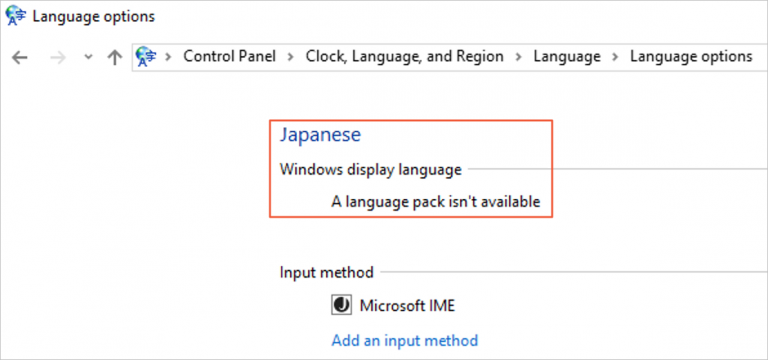 Language options
Control Panel > Clock, Language, and Region > Language > Language options
Japanese
Windows display language
A language pack isn't available
Input method
Microsoft IME
Add an input method